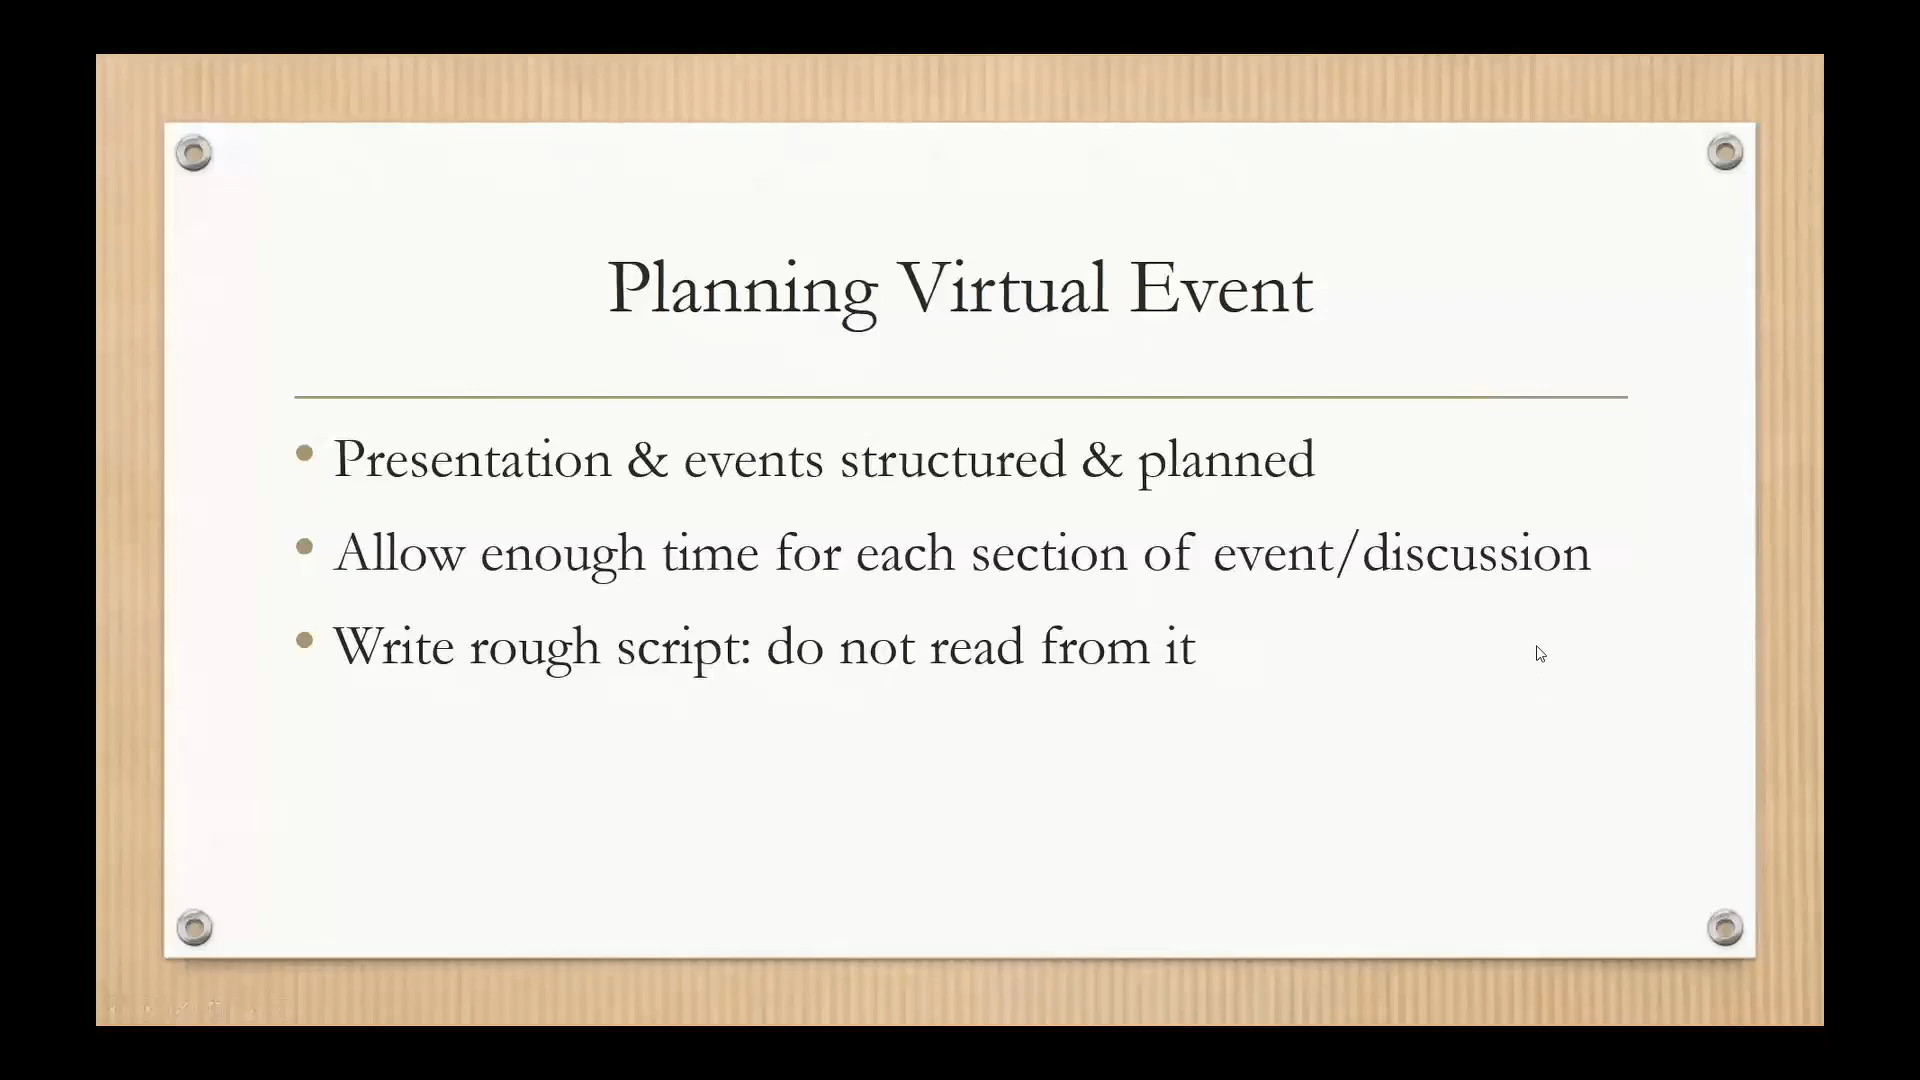 Planning Virtual Event
Presentation & events structured & planned
Allow enough time for each section of event/discussion
Write rough script: do not read from it